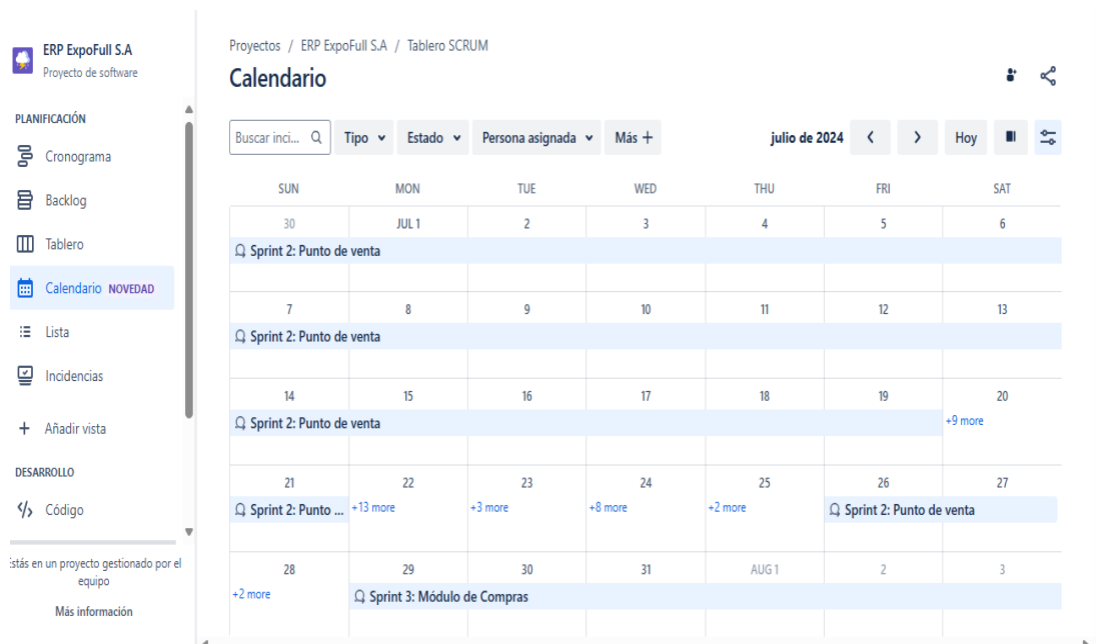 ERP ExpoFull S.A
Proyecto de software
PLANIFICACIÓN
Cronograma
Backlog
Tablero
Calendario NOVEDAD
Lista
Incidencias
+ Añadir vista
DESARROLLO
Código
Estás en un proyecto gestionado por el
equipo
Más información
Proyectos / ERP ExpoFull S.A / Tablero SCRUM
Calendario
Buscar inci... Tipo Estado Persona asignada Más + julio de 2024 < > Hoy
SUN MON TUE WED THU FRI SAT
30 JUL 1 2 3 4 5 6
Sprint 2: Punto de venta
7 8 9 10 11 12 13
Sprint 2: Punto de venta
14 15 16 17 18 19 20
Sprint 2: Punto de venta +9 more
21 22 23 24 25 26 27
Sprint 2: Punto ... +13 more +3 more +8 more +2 more Sprint 2: Punto de venta
28 29 30 31 AUG 1 2 3
+2 more Sprint 3: Módulo de Compras